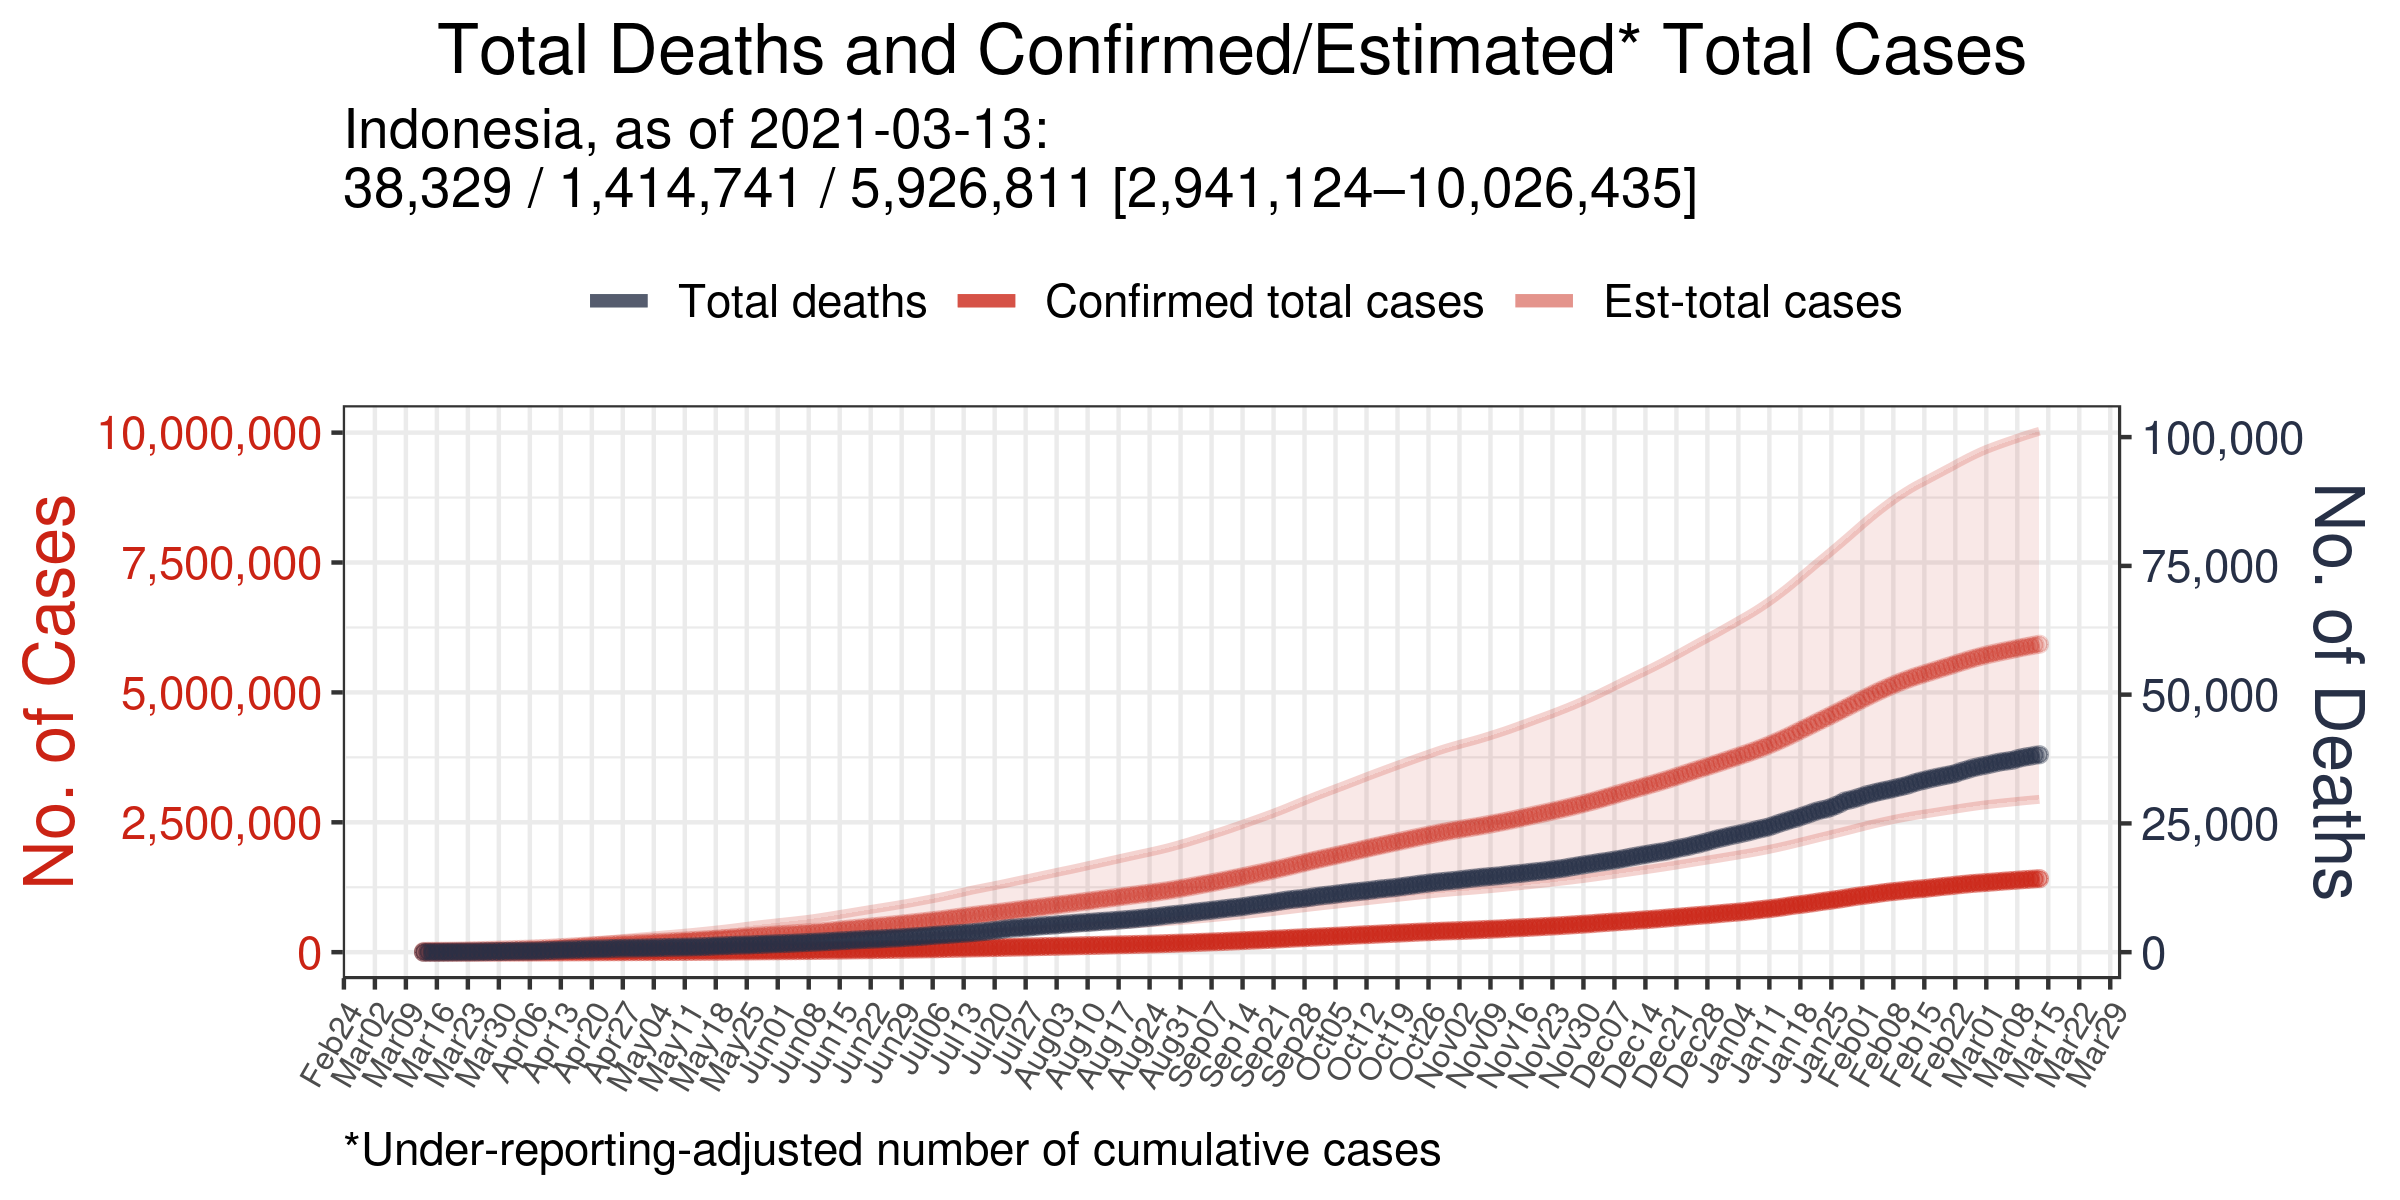 Total Deaths and Confirmed/Estimated* Total Cases
Indonesia, as of 2021-03-13:
38,329 / 1,414,741 / 5,926,811 [2,941,124–10,026,435]
Total deaths
Confirmed total cases
Est-total cases
No. of Cases
10,000,000
7,500,000
5,000,000
2,500,000
0
100,000
75,000
50,000
25,000
0
No. of Deaths
Feb24
Mar02
Mar09
Mar16
Mar23
Mar30
Apr06
Apr13
Apr20
Apr27
May04
May11
May18
May25
Jun01
Jun08
Jun15
Jun22
Jun29
Jul06
Jul13
Jul20
Jul27
Aug03
Aug10
Aug17
Aug24
Aug31
Sep07
Sep14
Sep21
Sep28
Oct05
Oct12
Oct19
Oct26
Nov02
Nov09
Nov16
Nov23
Nov30
Dec07
Dec14
Dec21
Dec28
Jan04
Jan11
Jan18
Jan25
Feb01
Feb08
Feb15
Feb22
Mar01
Mar08
Mar15
Mar22
Mar29
*Under-reporting-adjusted number of cumulative cases